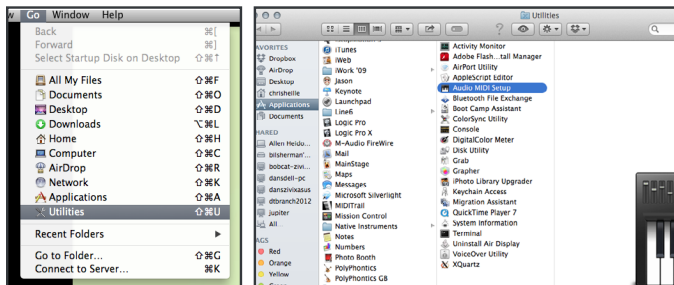 w Go Window Help
Back ⌘[
Forward ⌘]
Select Startup Disk on Desktop ⇧⌘↑
All My Files ⇧⌘F
Documents ⇧⌘O
Desktop ⇧⌘D
Downloads ⌥⌘L
Home ⇧⌘H
Computer ⇧⌘C
AirDrop ⇧⌘R
Network ⇧⌘K
Applications ⇧⌘A
Utilities ⇧⌘U
Recent Folders ▶
Go to Folder... ⇧⌘G
Connect to Server... ⌘K
Utilities
AVORITES
Dropbox
AirDrop
Desktop
chrishelle
Applications
Documents
HARED
Allen Heldo...
bilsherman'...
bobcat-zivi...
dansdell-pc
danszivixasus
dtbranch2012
jupiter
All...
AGS
Red
Orange
Yellow
iTunes
iWeb
iWork '09
Jason
Keynote
Launchpad
Line6
Logic Pro
Logic Pro X
M-Audio FireWire
Mail
MainStage
Maps
Messages
Microsoft Silverlight
MIDITrail
Mission Control
Native Instruments
Notes
Numbers
Photo Booth
PolyPhontics
PolyPhontics GB
Activity Monitor
Adobe Flash...tall Manager
AirPort Utility
AppleScript Editor
Audio MIDI Setup
Bluetooth File Exchange
Boot Camp Assistant
ColorSync Utility
Console
DigitalColor Meter
Disk Utility
Grab
Grapher
iPhoto Library Upgrader
Keychain Access
Migration Assistant
QuickTime Player 7
System Information
Terminal
Uninstall Air Display
VoiceOver Utility
XQuartz